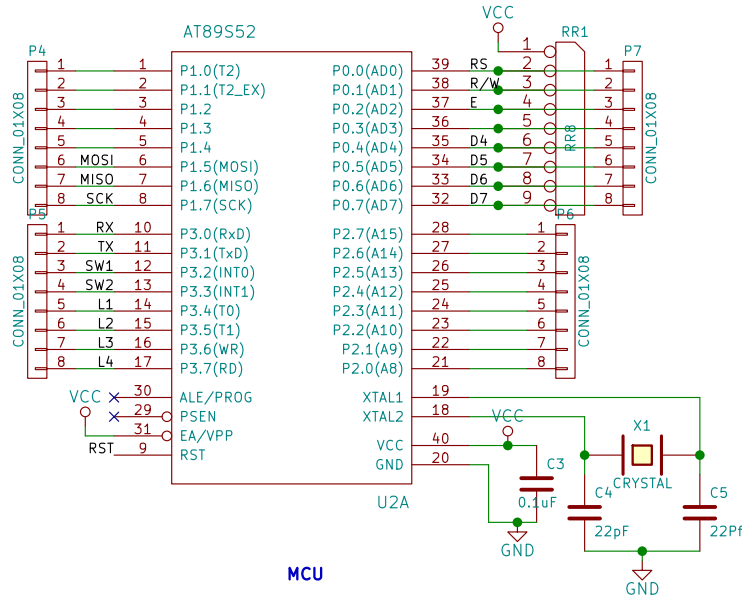 VCC
AT89S52
RR1
P4
P7
1 1 P1.0(T2) P0.0(AD0) 39 RS 1 2 1
2 2 P1.1(T2_EX) P0.1(AD1) 38 R/W 3 2
3 3 P1.2 P0.2(AD2) 37 E 4 3
4 4 P1.3 P0.3(AD3) 36 5 4
5 5 P1.4 P0.4(AD4) 35 D4 6 5
6 MOSI 6 P1.5(MOSI) P0.5(AD5) 34 D5 7 6
7 MISO 7 P1.6(MISO) P0.6(AD6) 33 D6 8 7
8 SCK 8 P1.7(SCK) P0.7(AD7) 32 D7 9 8
CONN_01X08
RR8
CONN_01X08
P5
P6
1 RX 10 P3.0(RxD) P2.7(A15) 28 1
2 TX 11 P3.1(TxD) P2.6(A14) 27 2
3 SW1 12 P3.2(INT0) P2.5(A13) 26 3
4 SW2 13 P3.3(INT1) P2.4(A12) 25 4
5 L1 14 P3.4(T0) P2.3(A11) 24 5
6 L2 15 P3.5(T1) P2.2(A10) 23 6
7 L3 16 P3.6(WR) P2.1(A9) 22 7
8 L4 17 P3.7(RD) P2.0(A8) 21 8
CONN_01X08
CONN_01X08
VCC
30 ALE/PROG XTAL1 19
29 PSEN XTAL2 18
31 EA/VPP
RST 9 RST
VCC 40
GND 20
VCC
X1
CRYSTAL
C3
0.1uF
C4
22pF
C5
22Pf
U2A
GND
GND
MCU